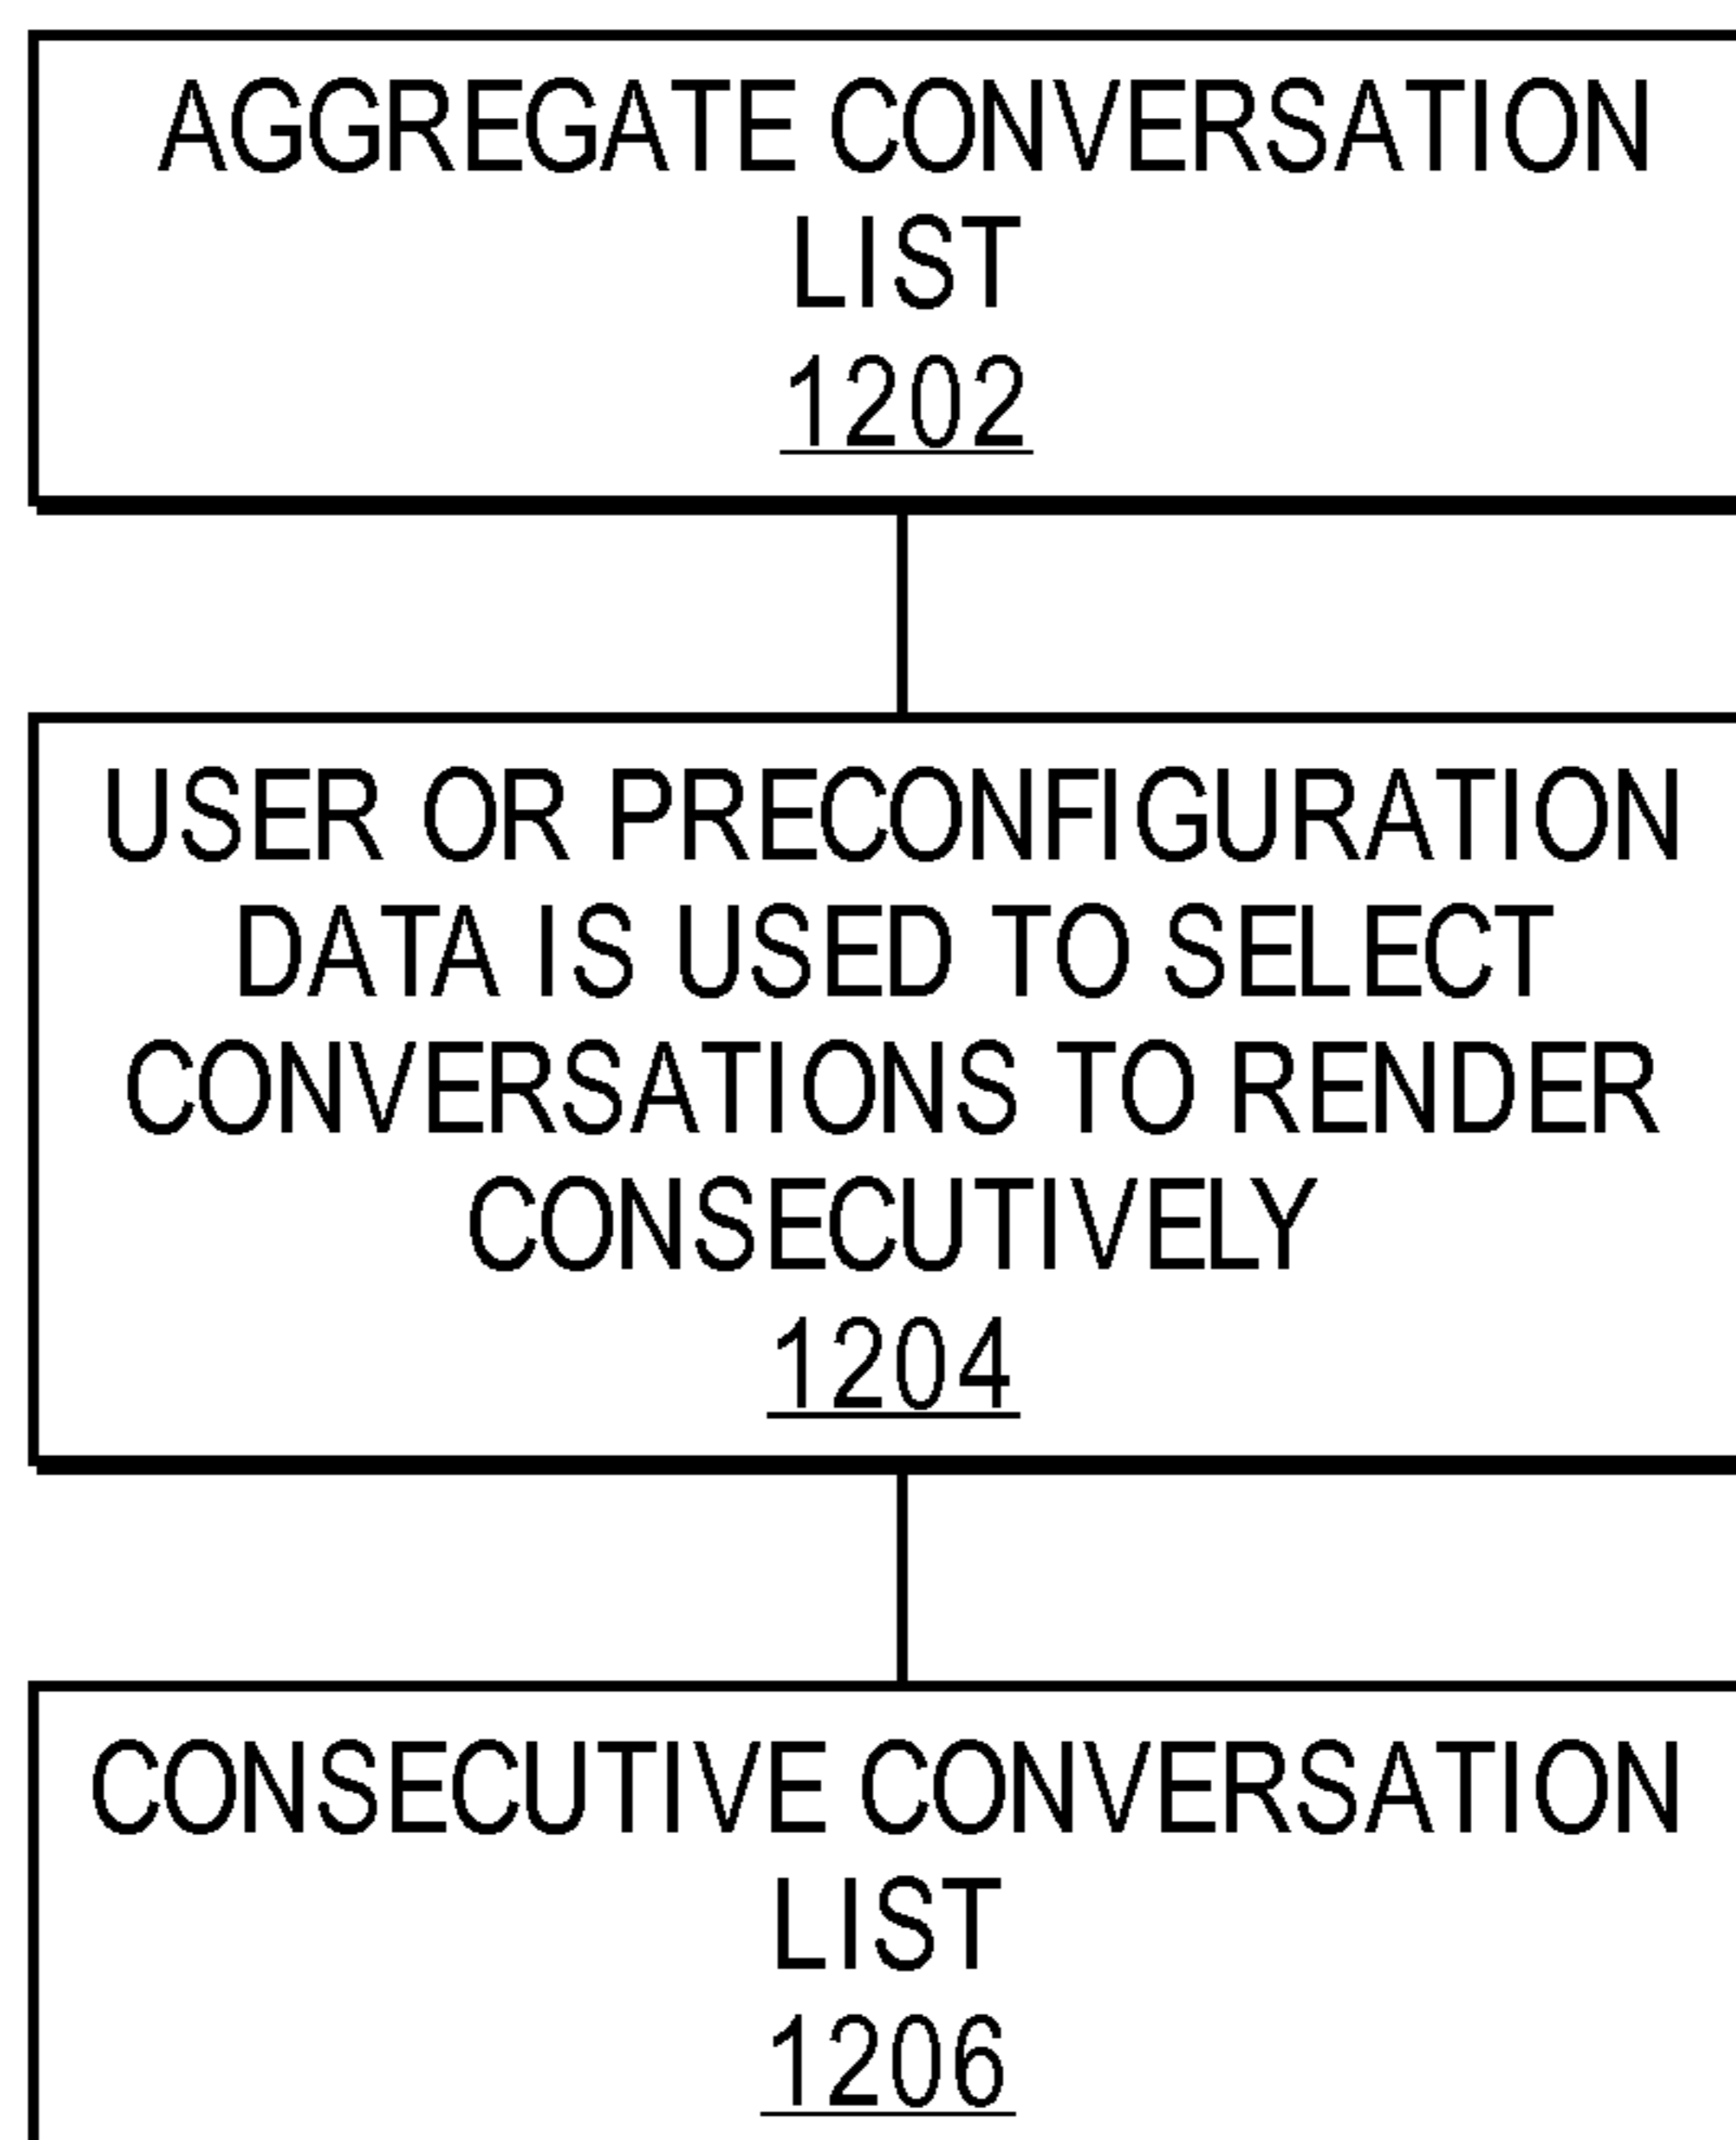 AGGREGATE CONVERSATION
LIST
1202
USER OR PRECONFIGURATION
DATA IS USED TO SELECT
CONVERSATIONS TO RENDER
CONSECUTIVELY
1204
CONSECUTIVE CONVERSATION
LIST
1206